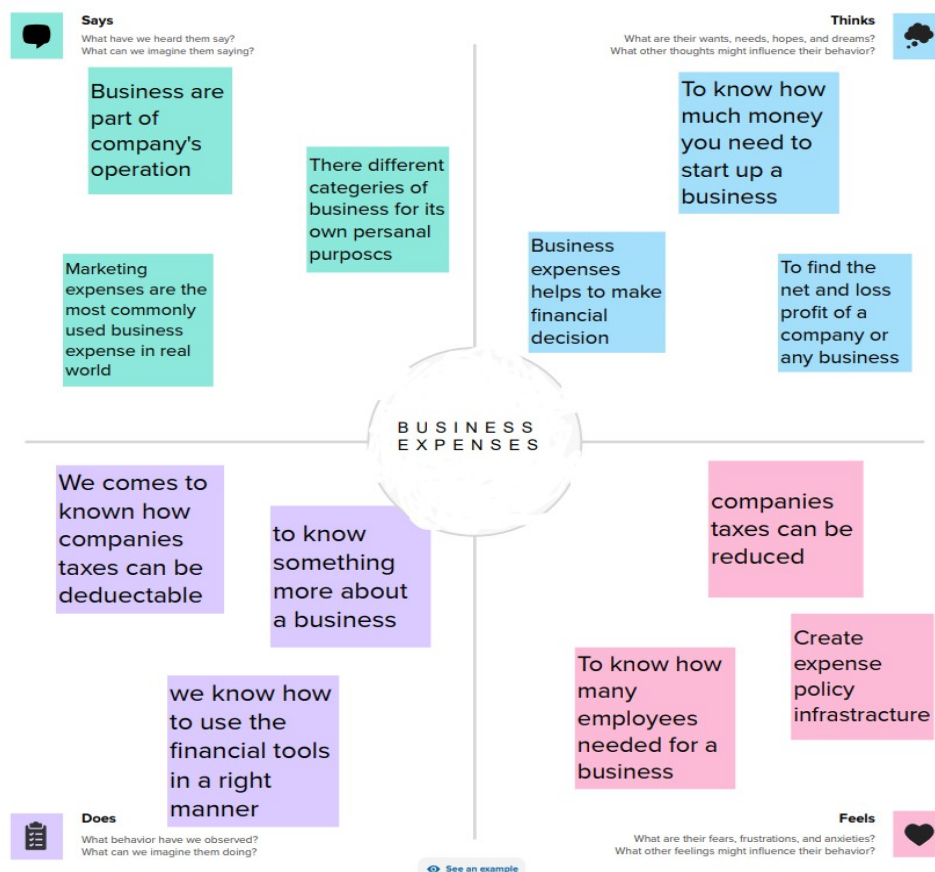 Says
What have we heard them say?
What can we imagine them saying?
Business are
part of
company's
operation
There different
categeries of
business for its
own persanal
purposcs
Marketing
expenses are the
most commonly
used business
expense in real
world
Thinks
What are their wants, needs, hopes, and dreams?
What other thoughts might influence their behavior?
To know how
much money
you need to
start up a
business
Business
expenses
helps to make
financial
decision
To find the
net and loss
profit of a
company or
any business
BUSINESS
EXPENSES
We comes to
known how
companies
taxes can be
deduectable
to know
something
more about
a business
we know how
to use the
financial tools
in a right
manner
Does
What behavior have we observed?
What can we imagine them doing?
companies
taxes can be
reduced
To know how
many
employees
needed for a
business
Create
expense
policy
infrastracture
Feels
What are their fears, frustrations, and anxieties?
What other feelings might influence their behavior?
See an example